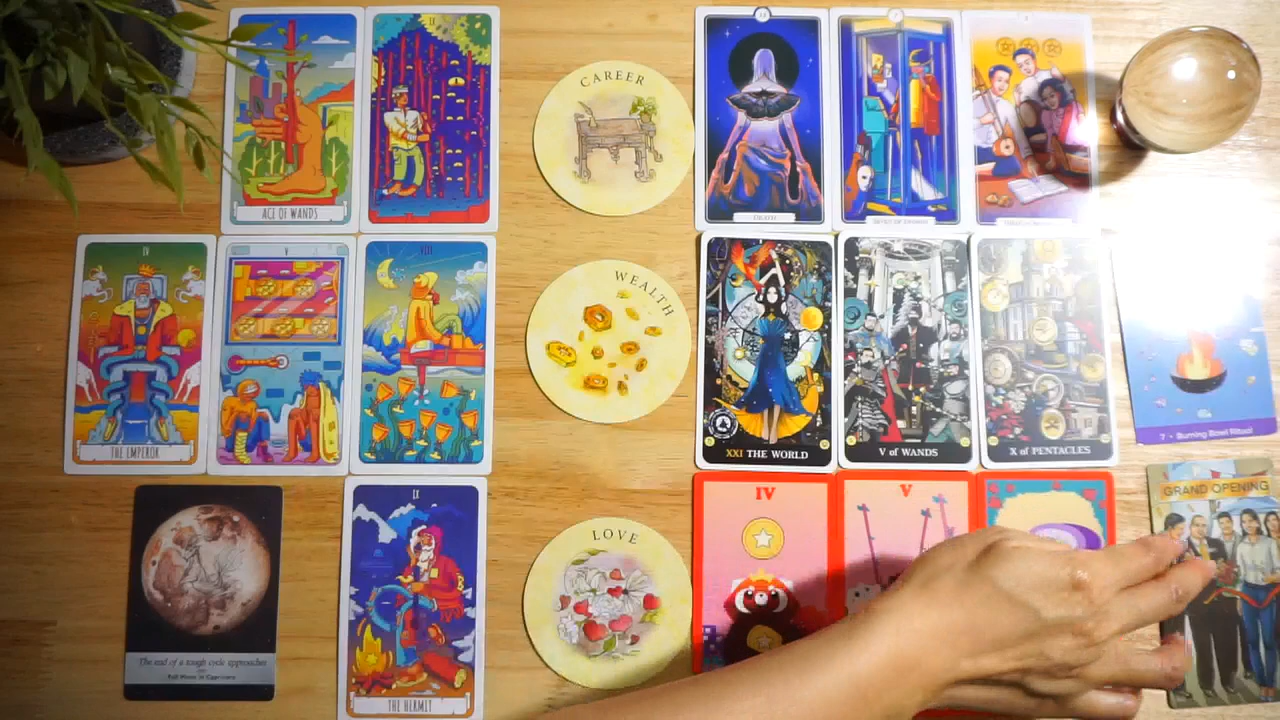 ACE OF WANDS
IX
CAREER
DEATH
IV
V
VIII
THE EMPEROR
WEALTH
XXI THE WORLD
V of WANDS
X of PENTACLES
7 • Burning Bowl Ritual
The end of a tough cycle approaches
Full Moon in Capricorn
IX
THE HERMIT
LOVE
IV
V
GRAND OPENING